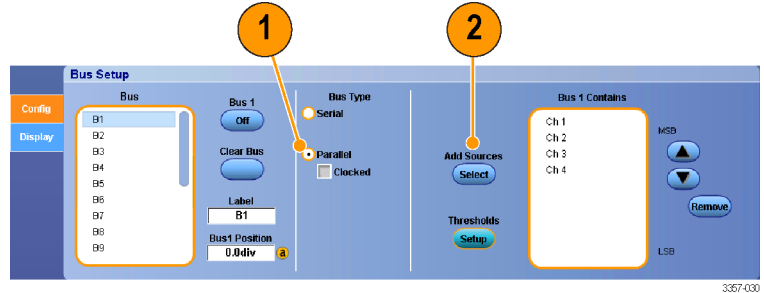 1
2
Bus Setup
Config
Display
Bus
B1
B2
B3
B4
B5
B6
B7
B8
B9
Bus 1
Off
Clear Bus
Label
B1
Bus1 Position
0.0div
a
Bus Type
Serial
Parallel
Clocked
Add Sources
Select
Thresholds
Setup
Bus 1 Contains
Ch 1
Ch 2
Ch 3
Ch 4
MSB
Remove
LSB
3357-030